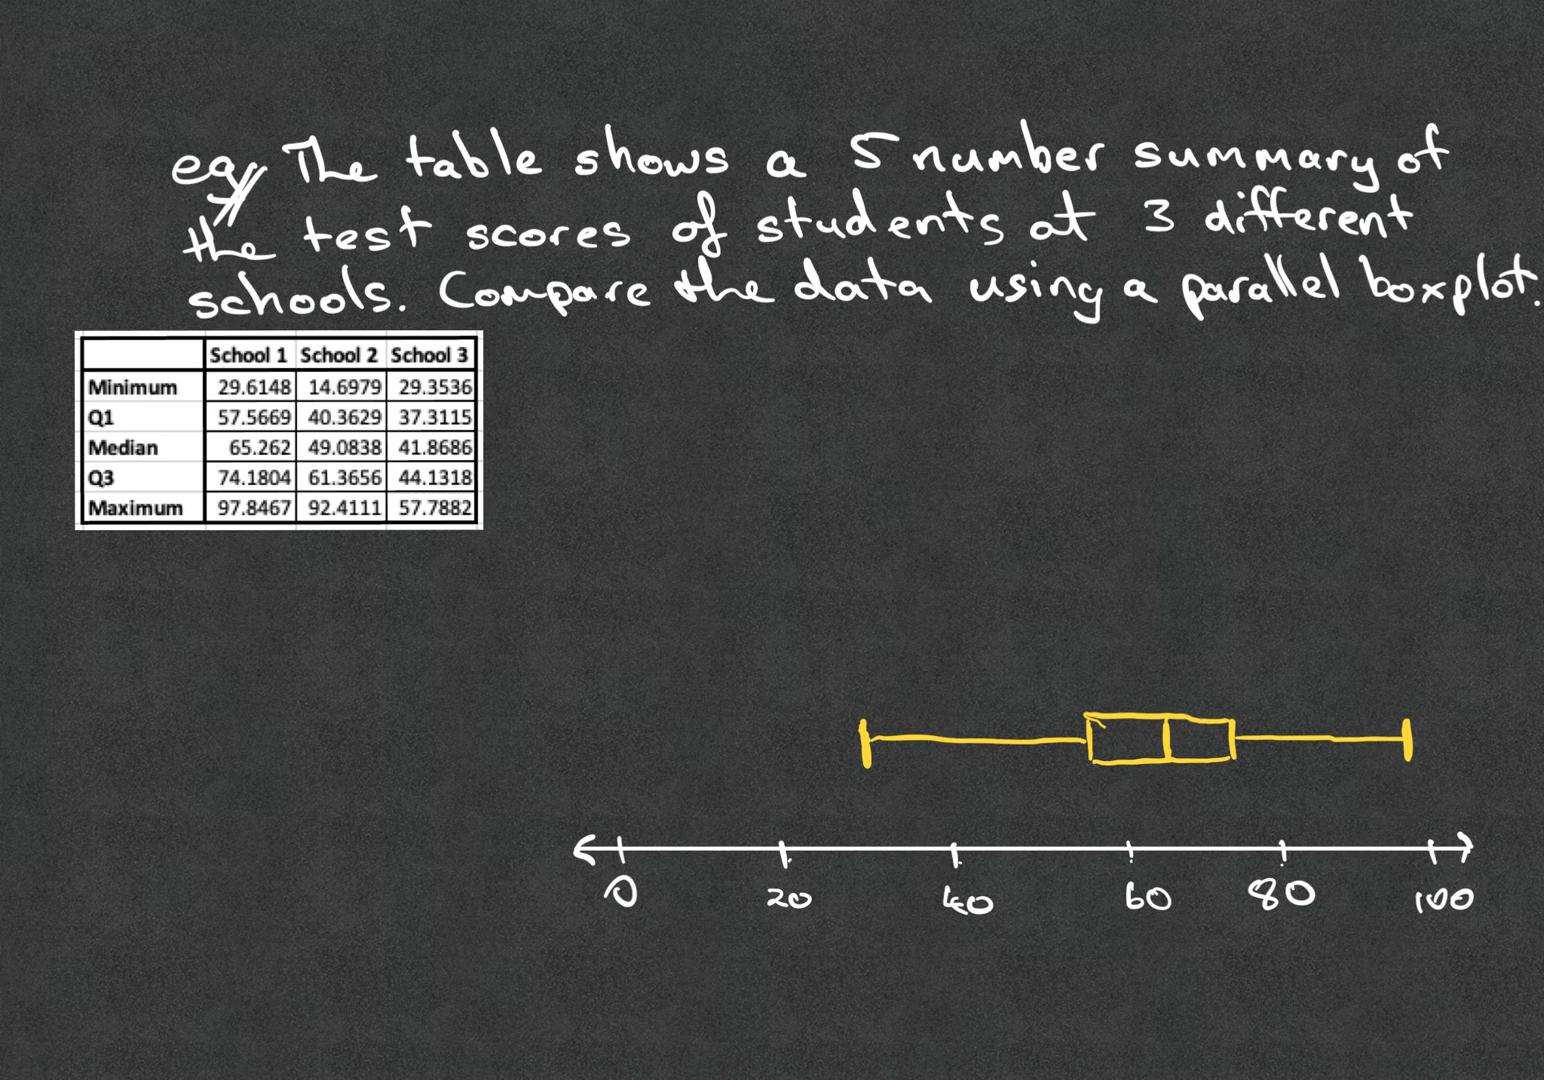 eg The table shows a 5 number summary of
the test scores of students at 3 different
schools. Compare the data using a parallel boxplot.
School 1 School 2 School 3
Minimum 29.6148 14.6979 29.3536
Q1 57.5669 40.3629 37.3115
Median 65.262 49.0838 41.8686
Q3 74.1804 61.3656 44.1318
Maximum 97.8467 92.4111 57.7882
0 20 40 60 80 100